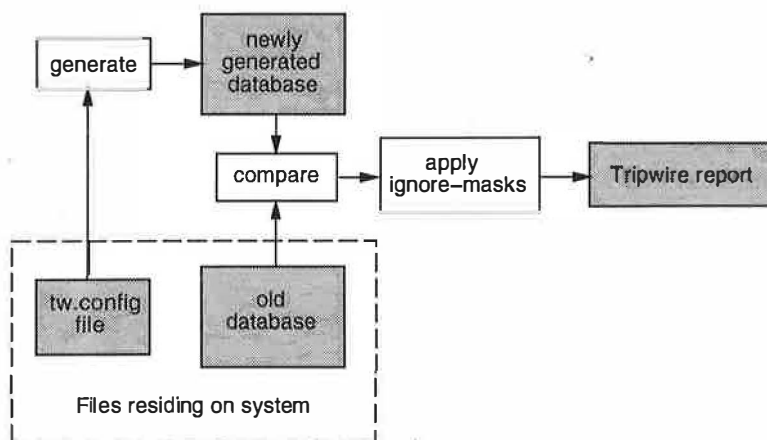 generate
newly
generated
database
compare
apply
ignore-masks
Tripwire report
tw.config
file
old
database
Files residing on system